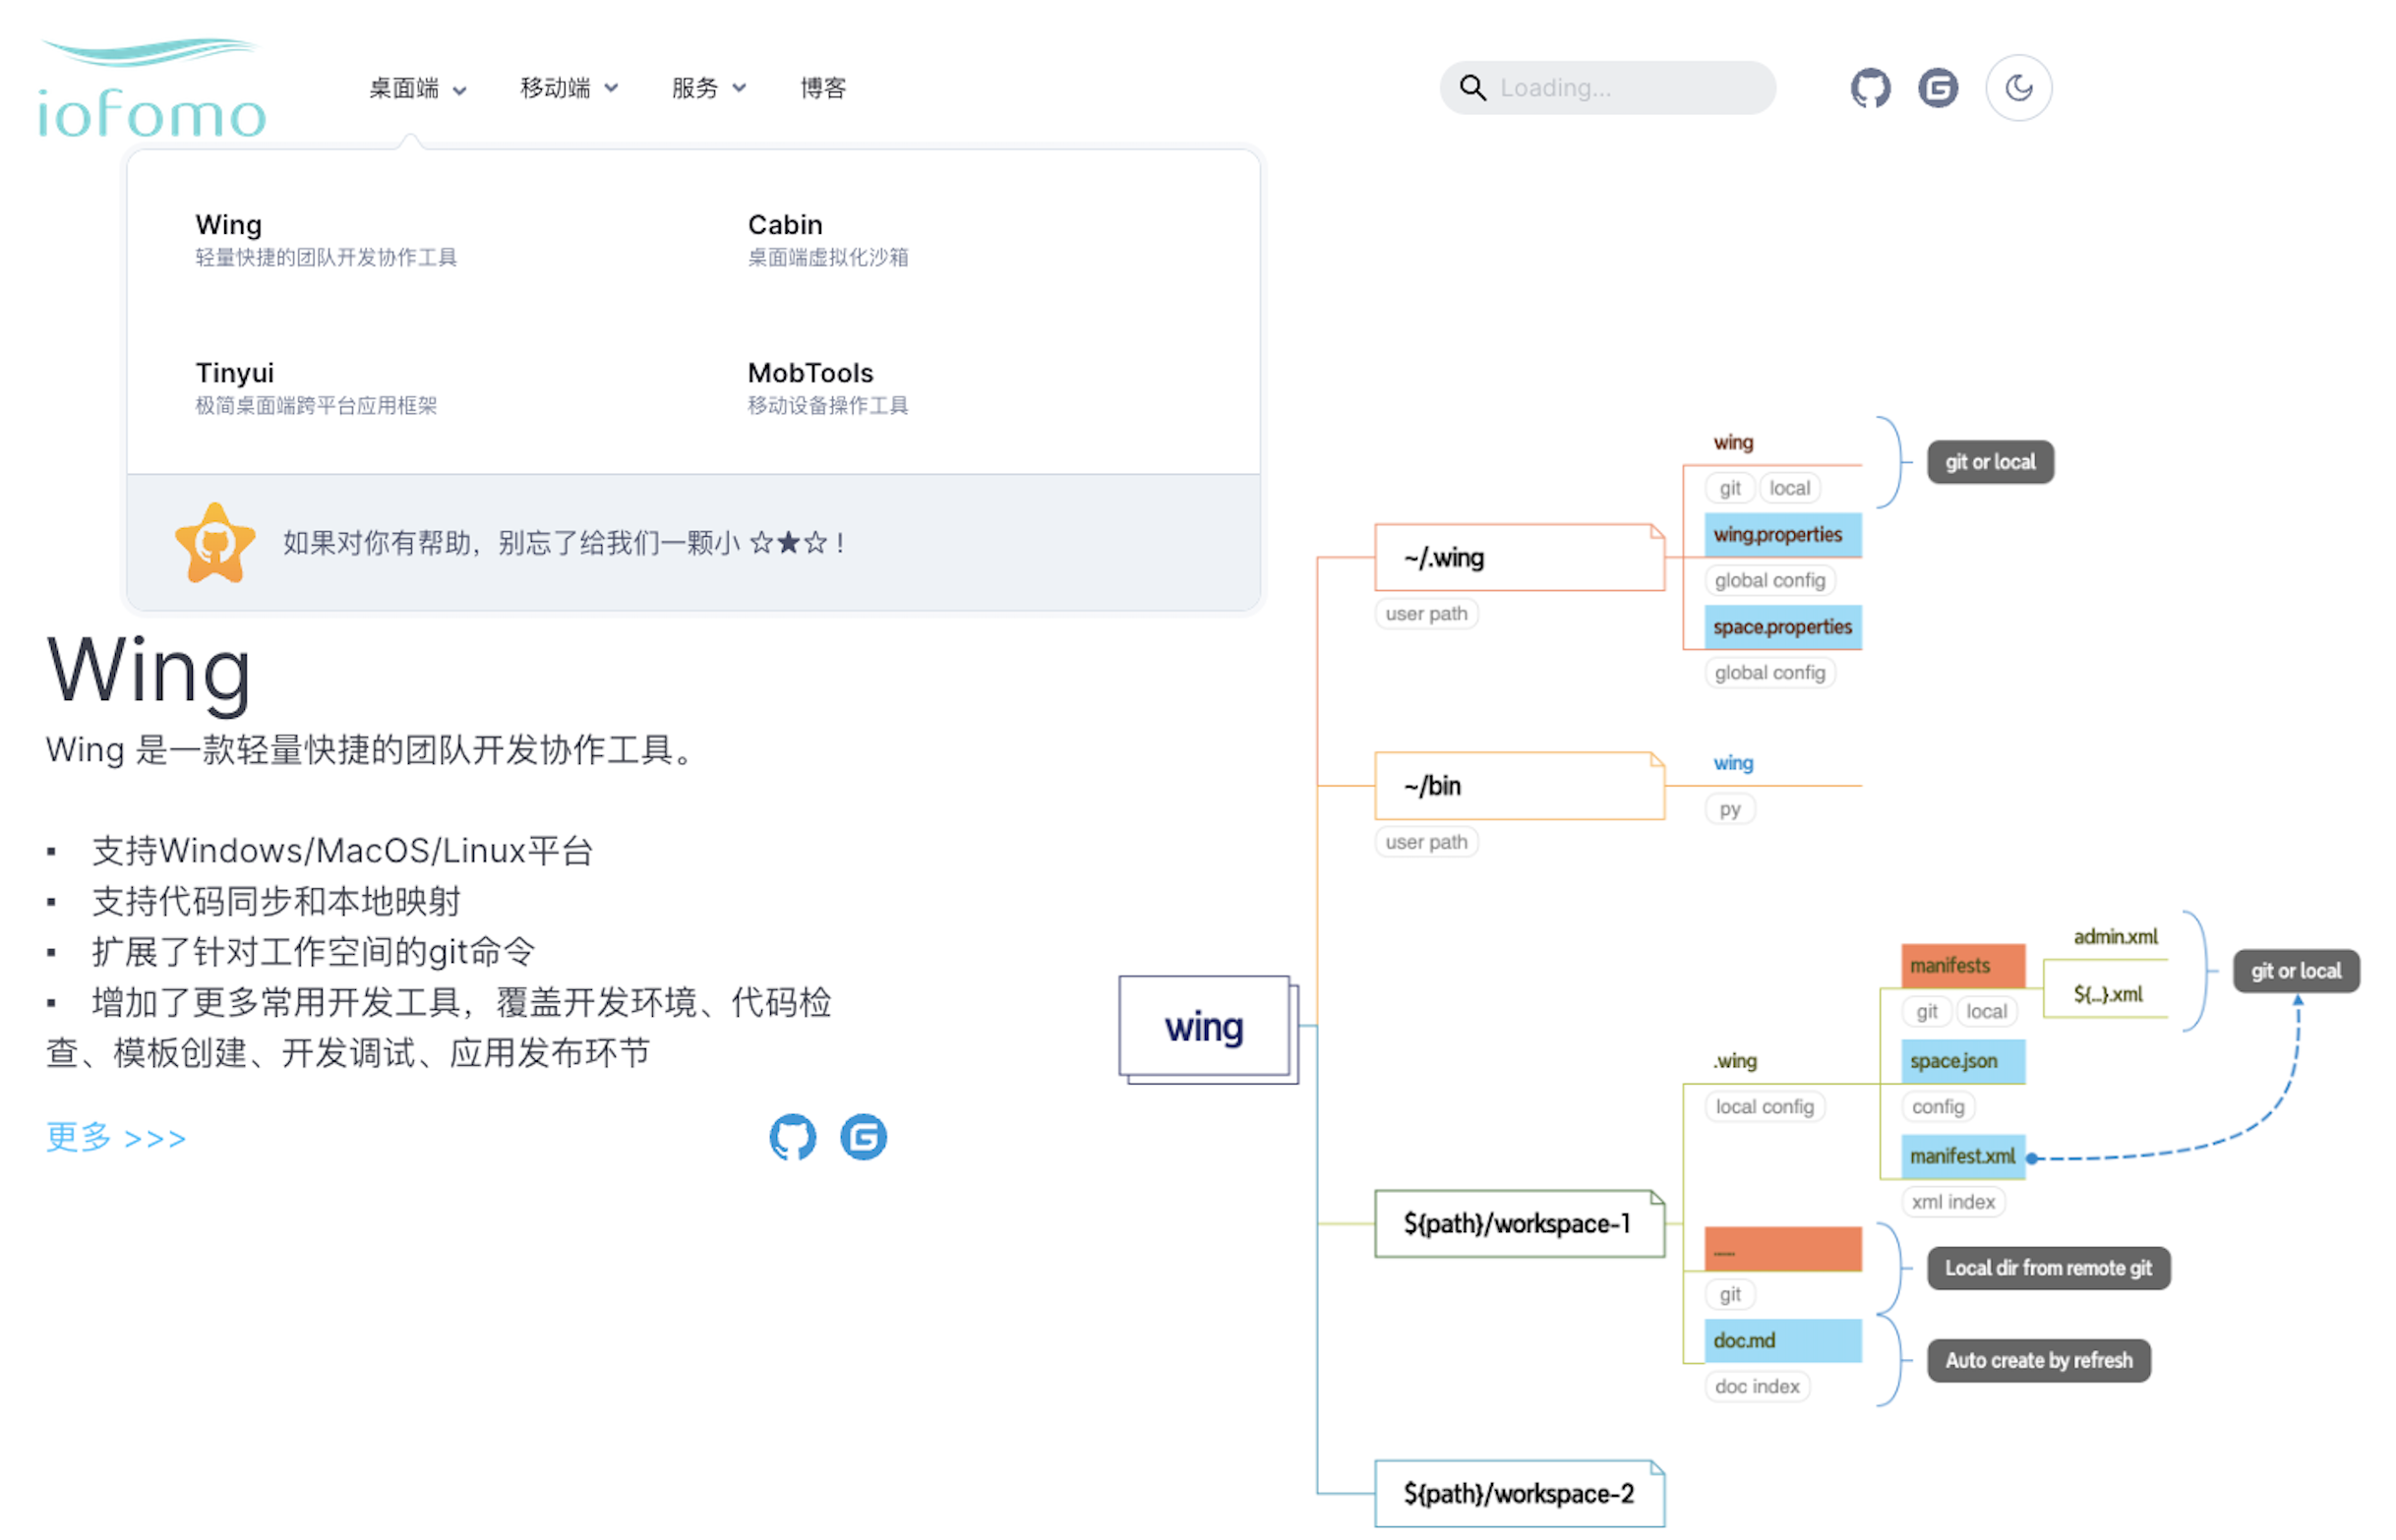 iofomo
桌面端
移动端
服务
博客
Loading...
Wing
轻量快捷的团队开发协作工具
Cabin
桌面端虚拟化沙箱
Tinyui
极简桌面端跨平台应用框架
MobTools
移动设备操作工具
如果对你有帮助，别忘了给我们一颗小 ☆★☆ !
Wing
Wing 是一款轻量快捷的团队开发协作工具。
▪ 支持Windows/MacOS/Linux平台
▪ 支持代码同步和本地映射
▪ 扩展了针对工作空间的git命令
▪ 增加了更多常用开发工具，覆盖开发环境、代码检
查、模板创建、开发调试、应用发布环节
更多 >>>
wing
~/.wing
user path
wing
git local
git or local
wing.properties
global config
space.properties
global config
~/bin
user path
wing
py
${path}/workspace-1
.wing
local config
manifests
git local
admin.xml
${...}.xml
git or local
space.json
config
manifest.xml
xml index
......
git
Local dir from remote git
doc.md
doc index
Auto create by refresh
${path}/workspace-2